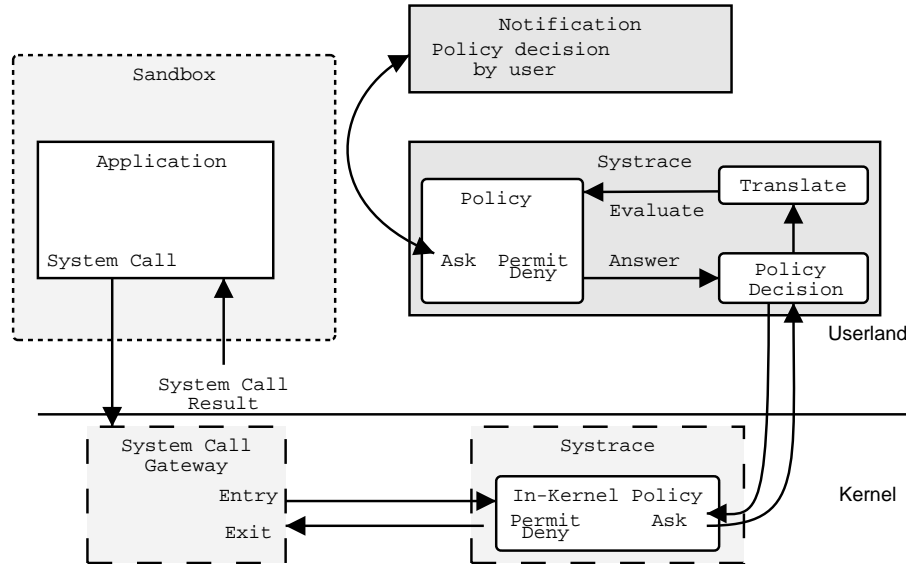 Notification
Policy decision
by user
Sandbox
Application
System Call
Systrace
Policy
Translate
Evaluate
Ask
Permit
Deny
Answer
Policy
Decision
Userland
System Call
Result
System Call
Gateway
Entry
Exit
Systrace
In-Kernel Policy
Permit
Deny
Ask
Kernel